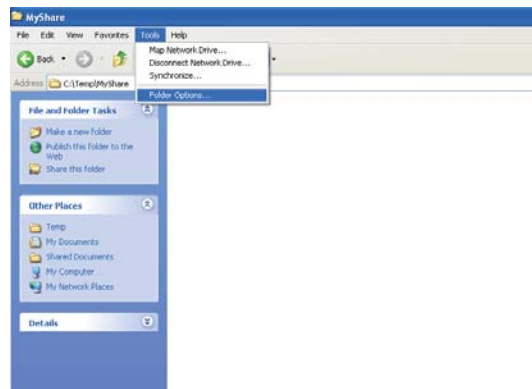 MyShare
File Edit View Favorites Tools Help
Back
Map Network Drive...
Disconnect Network Drive...
Synchronize...
Folder Options...
Address C:\Temp\MyShare
File and Folder Tasks
Make a new folder
Publish this folder to the
Web
Share this folder
Other Places
Temp
My Documents
Shared Documents
My Computer
My Network Places
Details